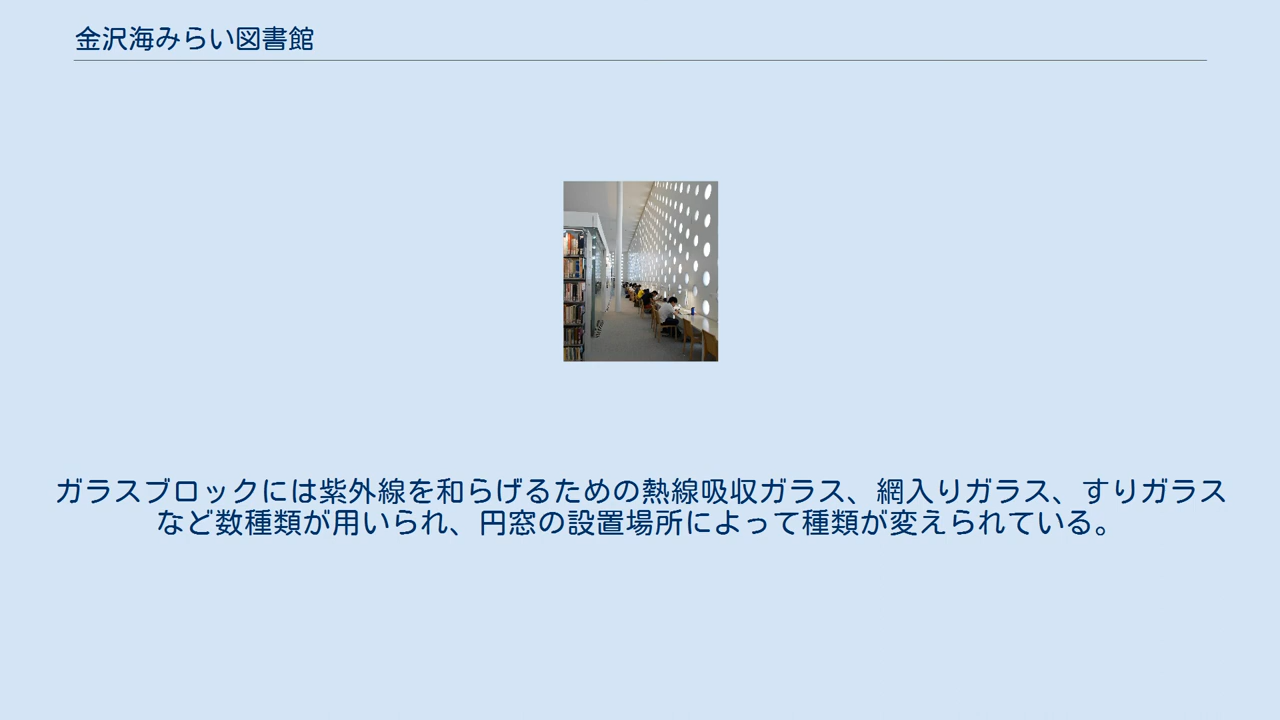 金沢海みらい図書館
ガラスブロックには紫外線を和らげるための熱線吸収ガラス、網入りガラス、すりガラス
など数種類が用いられ、円窓の設置場所によって種類が変えられている。